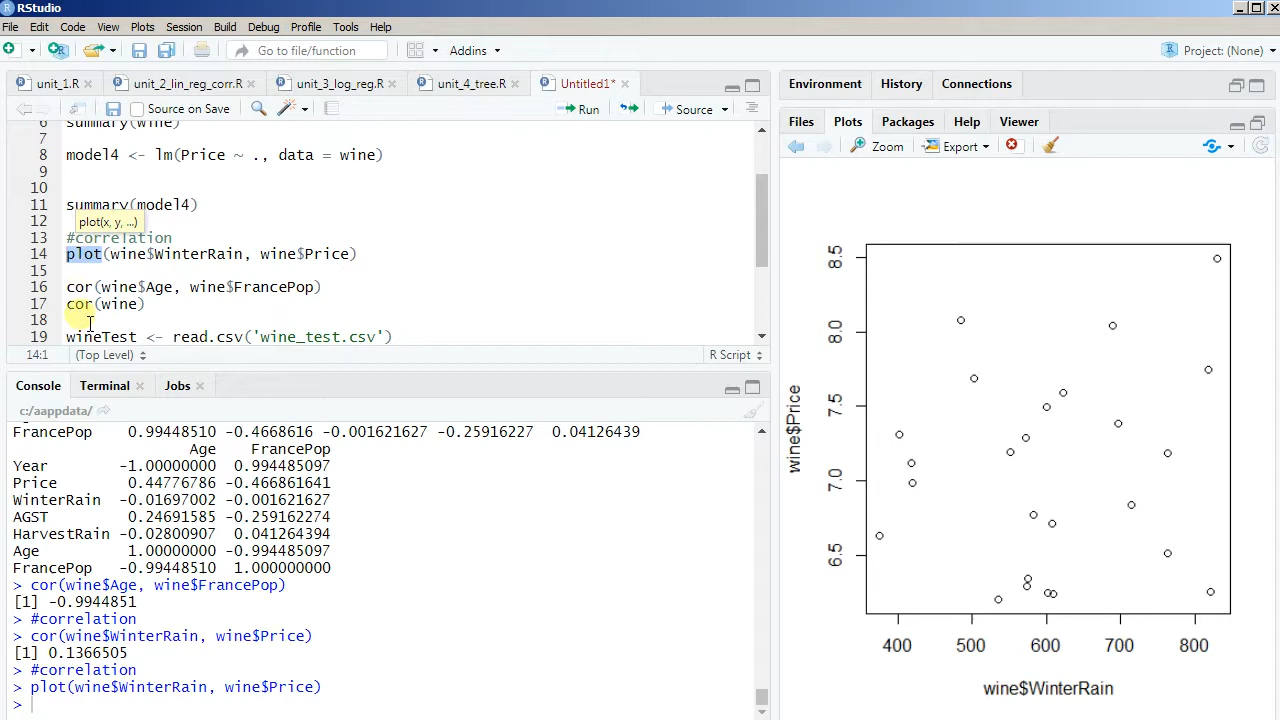 RStudio
File Edit Code View Plots Session Build Debug Profile Tools Help
Go to file/function Addins Project: (None)
unit_1.R unit_2_lin_reg_corr.R unit_3_log_reg.R unit_4_tree.R Untitled1*
Source on Save Run Source
6 summary(wine)
7
8 model4 <- lm(Price ~ ., data = wine)
9
10
11 summary(model4)
12 plot(x, y, ...)
13 #correlation
14 plot(wine$WinterRain, wine$Price)
15
16 cor(wine$Age, wine$FrancePop)
17 cor(wine)
18
19 wineTest <- read.csv('wine_test.csv')
14:1 (Top Level) R Script
Console Terminal Jobs
c:/aappdata/
FrancePop 0.99448510 -0.4668616 -0.001621627 -0.25916227 0.04126439
Age FrancePop
Year -1.00000000 0.994485097
Price 0.44776786 -0.466861641
WinterRain -0.01697002 -0.001621627
AGST 0.24691585 -0.259162274
HarvestRain -0.02800907 0.041264394
Age 1.00000000 -0.994485097
FrancePop -0.99448510 1.000000000
> cor(wine$Age, wine$FrancePop)
[1] -0.9944851
> #correlation
> cor(wine$WinterRain, wine$Price)
[1] 0.1366505
> #correlation
> plot(wine$WinterRain, wine$Price)
>
Environment History Connections
Files Plots Packages Help Viewer
Zoom Export
8.5
8.0
7.5
7.0
6.5
wine$Price
400 500 600 700 800
wine$WinterRain